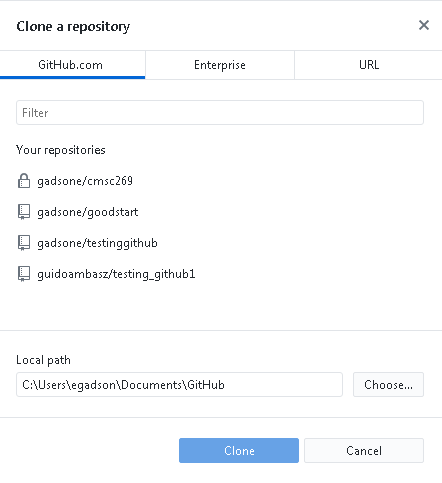 Clone a repository
GitHub.com
Enterprise
URL
Filter
Your repositories
gadsone/cmsc269
gadsone/goodstart
gadsone/testinggithub
guidoambasz/testing_github1
Local path
C:\Users\egadson\Documents\GitHub
Choose...
Clone
Cancel